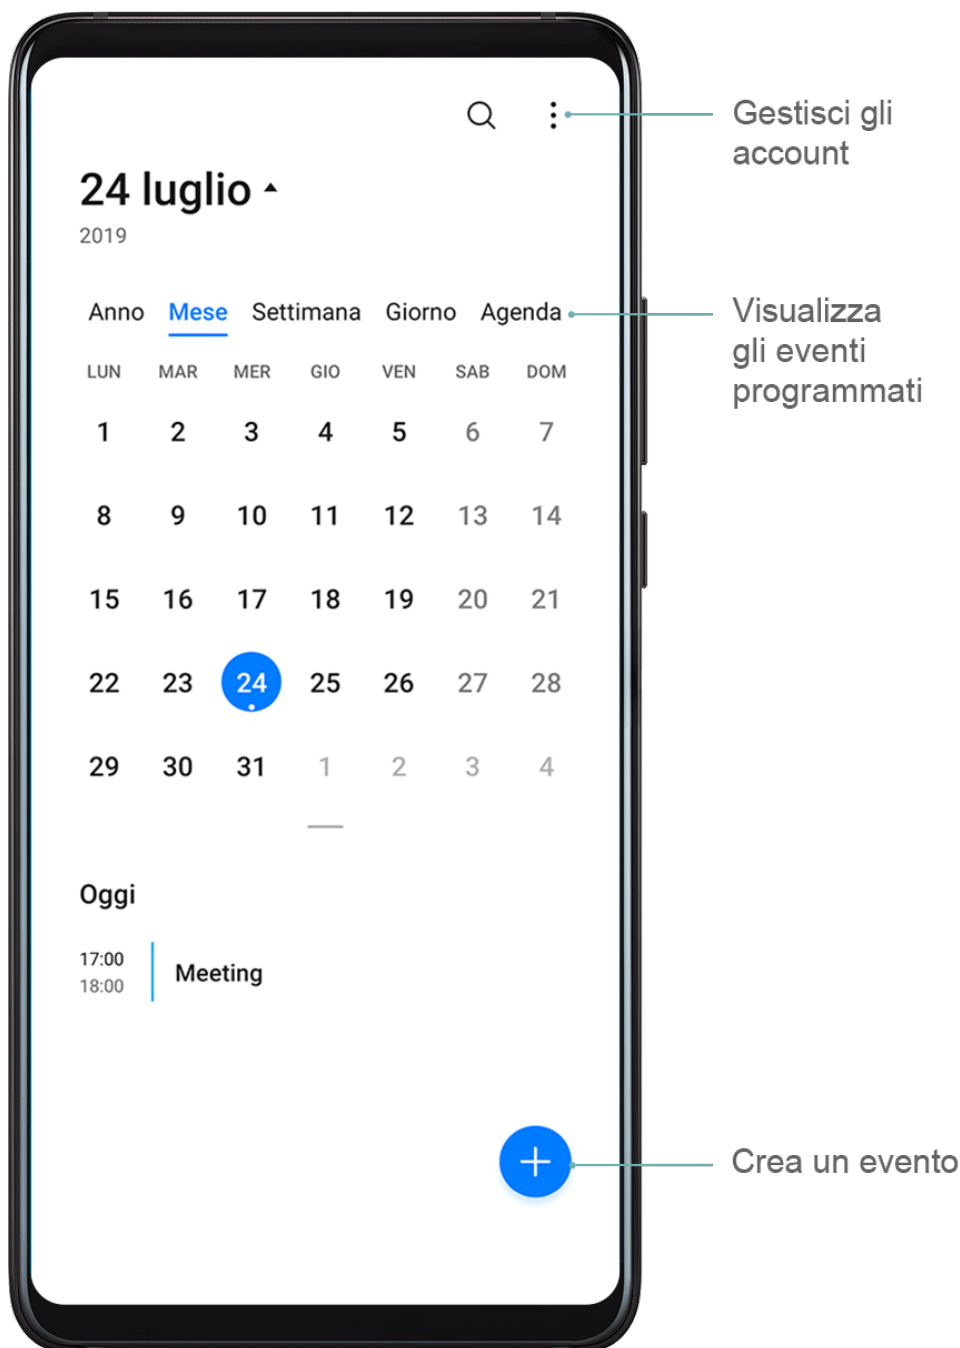 Gestisci gli
account
24 luglio
2019
Anno Mese Settimana Giorno Agenda
Visualizza
gli eventi
programmati
LUN MAR MER GIO VEN SAB DOM
1 2 3 4 5 6 7
8 9 10 11 12 13 14
15 16 17 18 19 20 21
22 23 24 25 26 27 28
29 30 31 1 2 3 4
Oggi
17:00
18:00
Meeting
Crea un evento